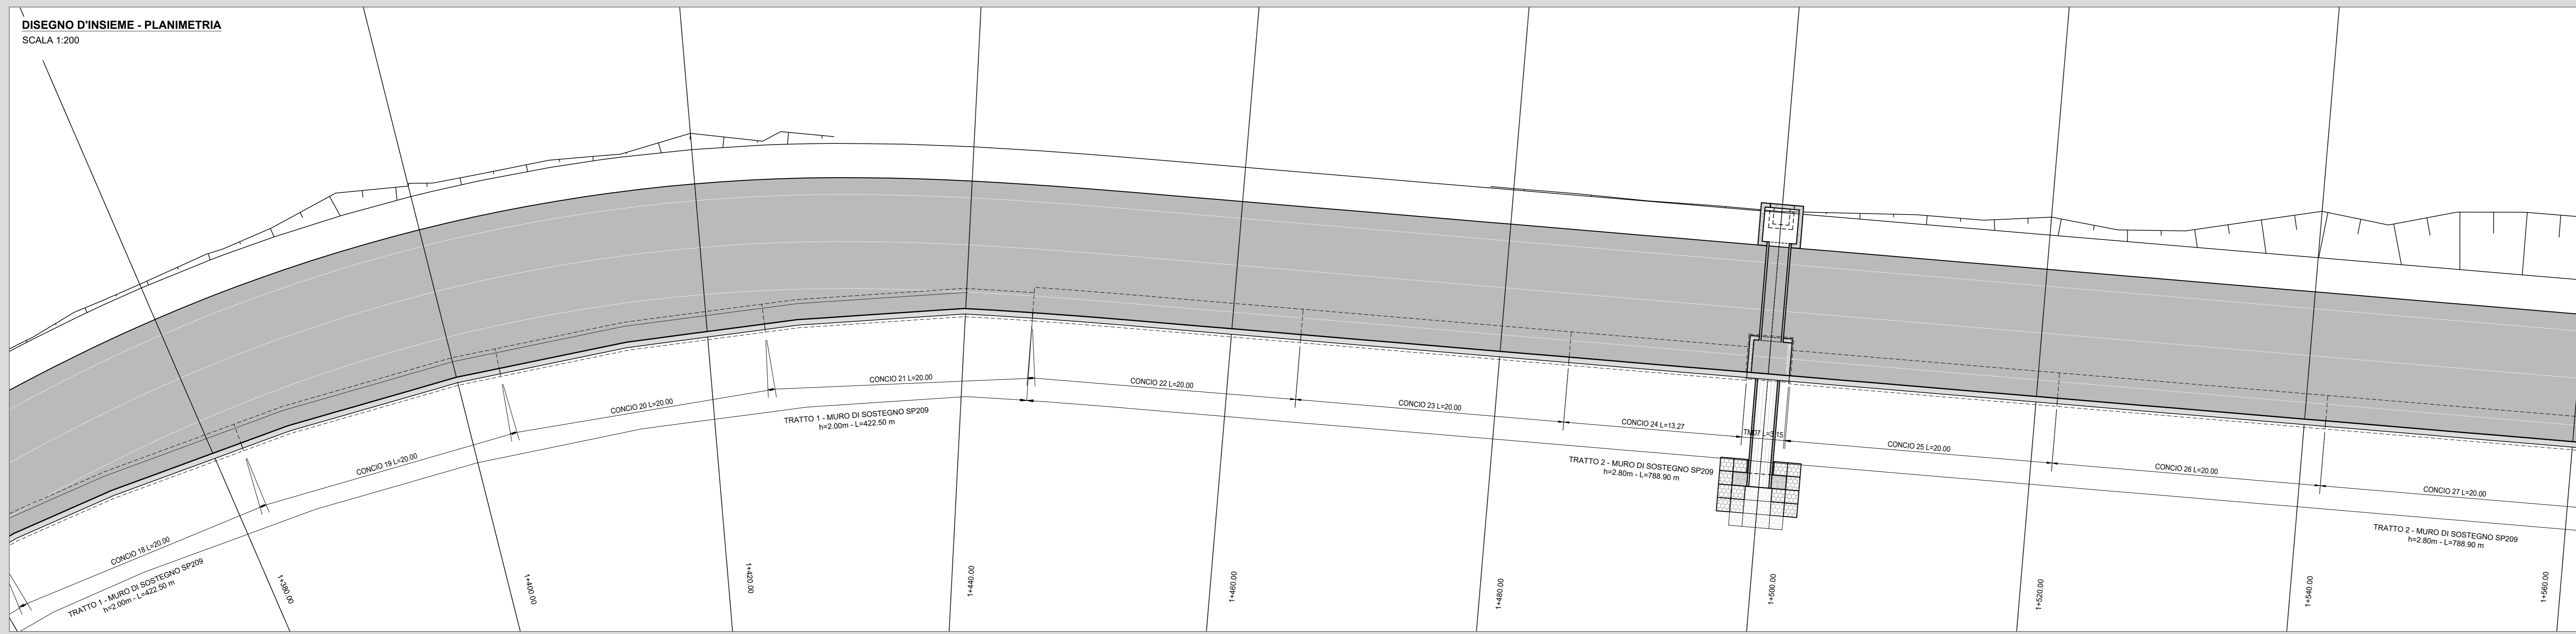 DISEGNO D'INSIEME - PLANIMETRIA
SCALA 1:200
CONCIO 18 L=20.00
CONCIO 19 L=20.00
CONCIO 20 L=20.00
CONCIO 21 L=20.00
CONCIO 22 L=20.00
CONCIO 23 L=20.00
CONCIO 24 L=13.27
TM07 L=3.15
CONCIO 25 L=20.00
CONCIO 26 L=20.00
CONCIO 27 L=20.00
TRATTO 1 - MURO DI SOSTEGNO SP209
h=2.00m - L=422.50 m
TRATTO 1 - MURO DI SOSTEGNO SP209
h=2.00m - L=422.50 m
TRATTO 2 - MURO DI SOSTEGNO SP209
h=2.80m - L=788.90 m
TRATTO 2 - MURO DI SOSTEGNO SP209
h=2.80m - L=788.90 m
1+380.00
1+400.00
1+420.00
1+440.00
1+460.00
1+480.00
1+500.00
1+520.00
1+540.00
1+560.00